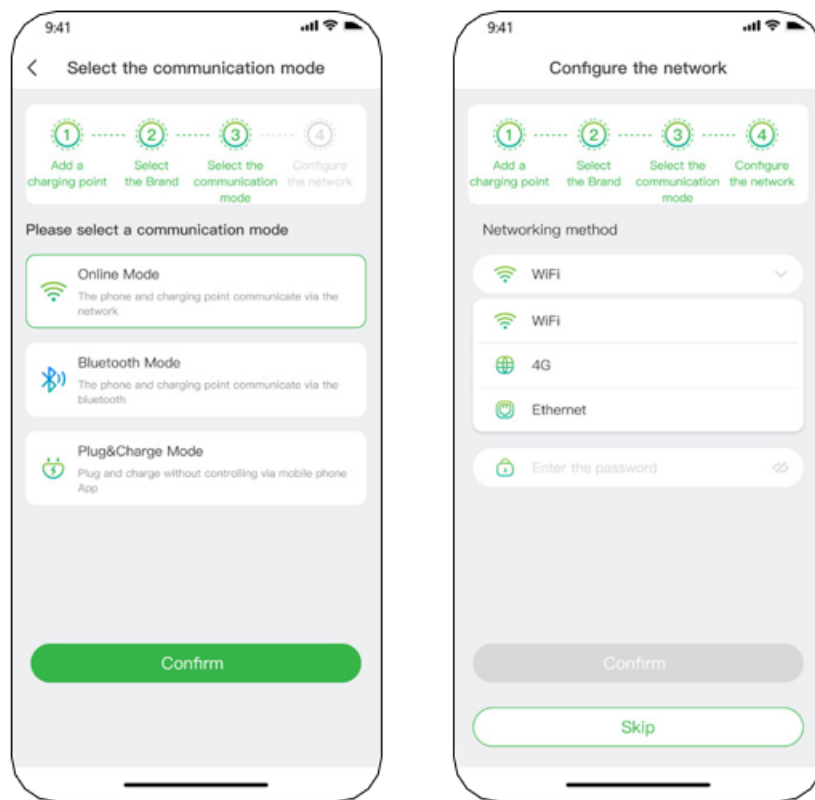 9:41
Select the communication mode
1
2
3
4
Add a
charging point
Select
the Brand
Select the
communication
mode
Configure
the network
Please select a communication mode
Online Mode
The phone and charging point communicate via the
network
Bluetooth Mode
The phone and charging point communicate via the
bluetooth
Plug&Charge Mode
Plug and charge without controlling via mobile phone
App
Confirm
9:41
Configure the network
1
2
3
4
Add a
charging point
Select
the Brand
Select the
communication
mode
Configure
the network
Networking method
WiFi
WiFi
4G
Ethernet
Enter the password
Confirm
Skip